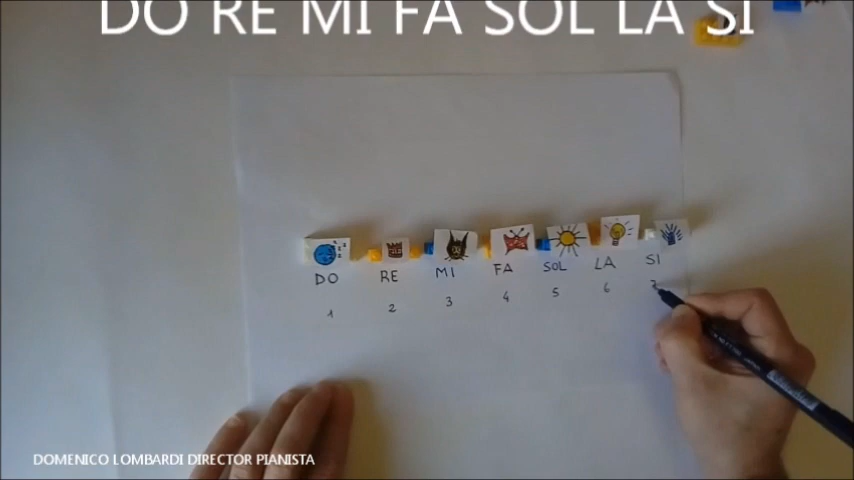 DO RE MI FA SOL LA SI
DO RE MI FA SOL LA SI
1 2 3 4 5 6 7
DOMENICO LOMBARDI DIRECTOR PIANISTA